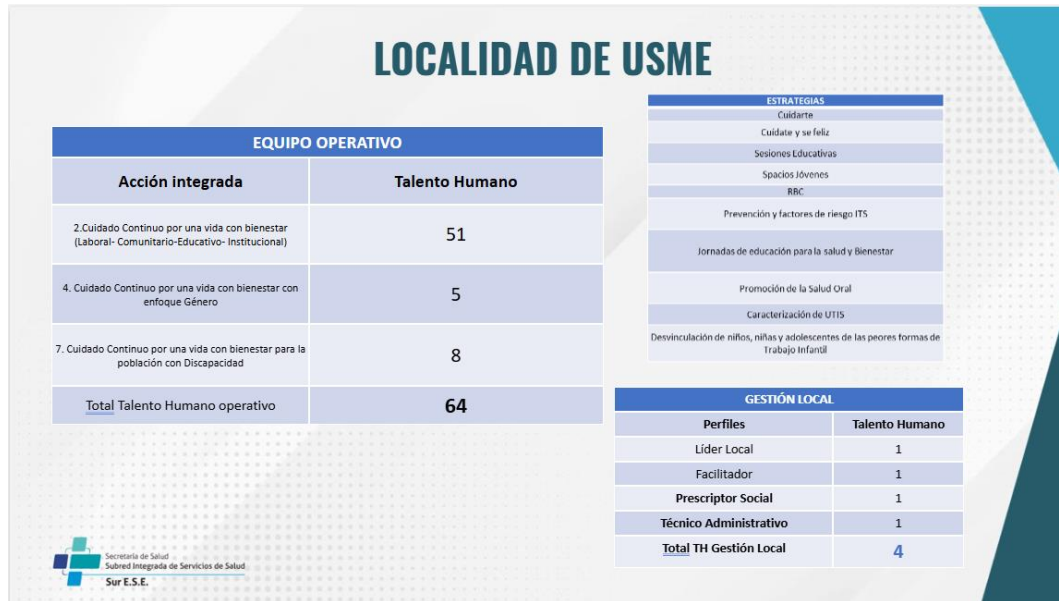 LOCALIDAD DE USME
EQUIPO OPERATIVO
Acción integrada Talento Humano
2.Cuidado Continuo por una vida con bienestar
(Laboral- Comunitario-Educativo- Institucional)
51
4. Cuidado Continuo por una vida con bienestar con
enfoque Género
5
7. Cuidado Continuo por una vida con bienestar para la
población con Discapacidad
8
Total Talento Humano operativo 64
ESTRATEGIAS
Cuidarte
Cuídate y se feliz
Sesiones Educativas
Spacios Jóvenes
RBC
Prevención y factores de riesgo ITS
Jornadas de educación para la salud y Bienestar
Promoción de la Salud Oral
Caracterización de UTIS
Desvinculación de niños, niñas y adolescentes de las peores formas de
Trabajo Infantil
GESTIÓN LOCAL
Perfiles Talento Humano
Líder Local 1
Facilitador 1
Prescriptor Social 1
Técnico Administrativo 1
Total TH Gestión Local 4
Secretaría de Salud
Subred Integrada de Servicios de Salud
Sur E.S.E.